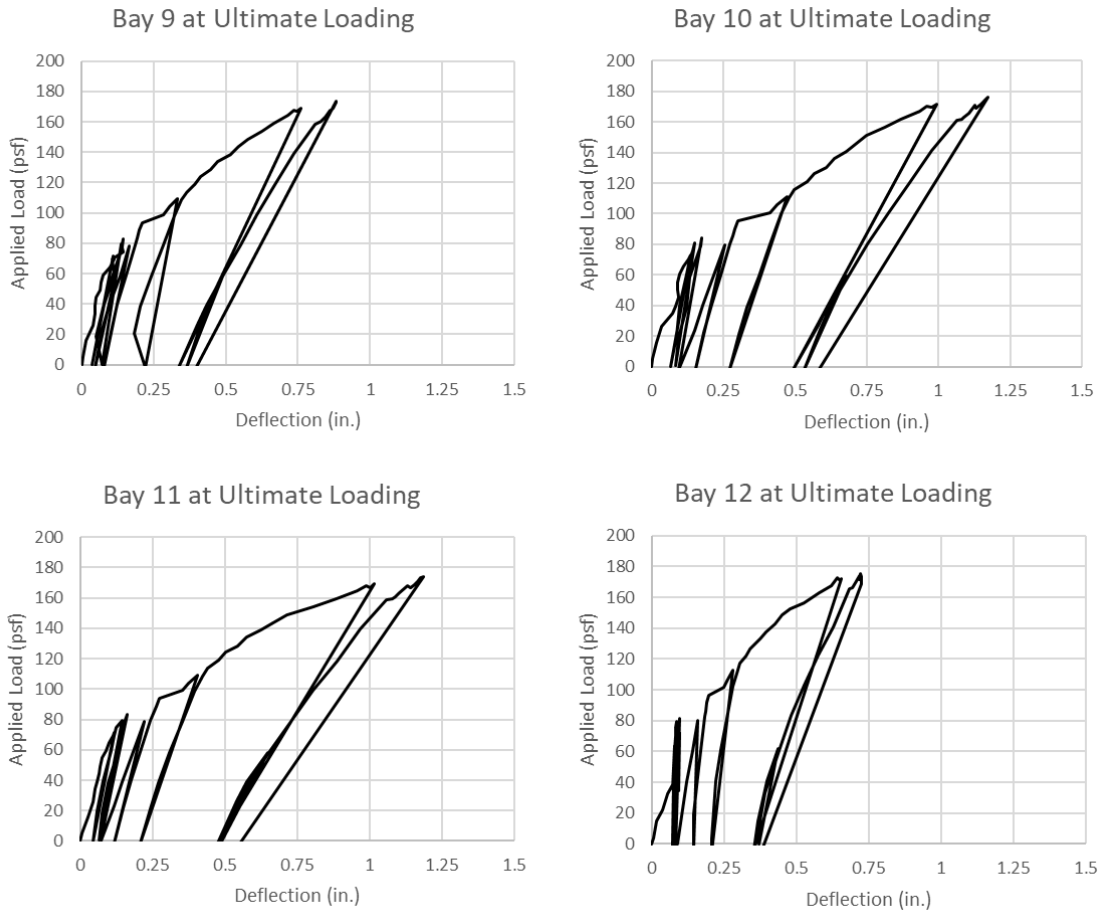 Bay 9 at Ultimate Loading
200
180
160
140
120
100
80
60
40
20
0
Applied Load (psf)
0 0.25 0.5 0.75 1 1.25 1.5
Deflection (in.)
Bay 10 at Ultimate Loading
200
180
160
140
120
100
80
60
40
20
0
Applied Load (psf)
0 0.25 0.5 0.75 1 1.25 1.5
Deflection (in.)
Bay 11 at Ultimate Loading
200
180
160
140
120
100
80
60
40
20
0
Applied Load (psf)
0 0.25 0.5 0.75 1 1.25 1.5
Deflection (in.)
Bay 12 at Ultimate Loading
200
180
160
140
120
100
80
60
40
20
0
Applied Load (psf)
0 0.25 0.5 0.75 1 1.25 1.5
Deflection (in.)